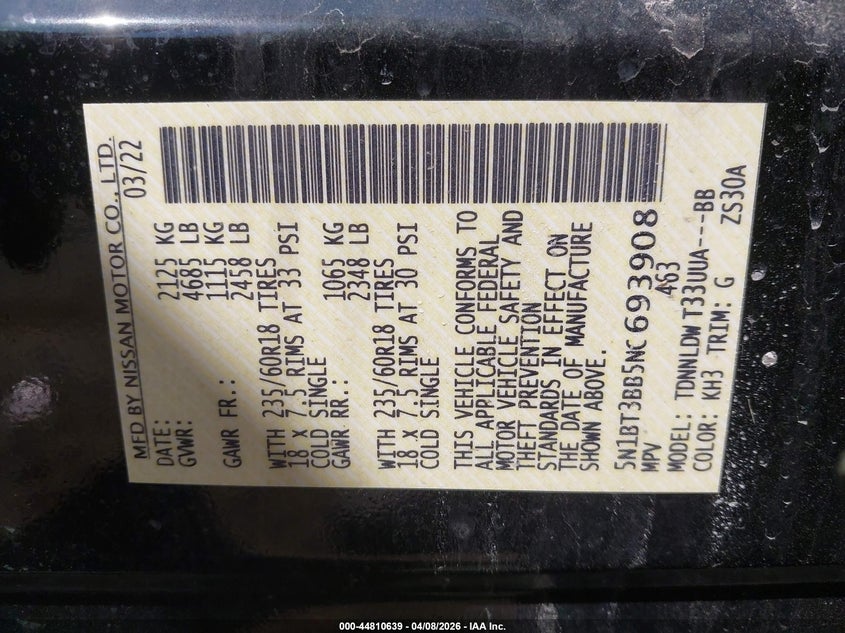 MFD BY NISSAN MOTOR CO., LTD.
DATE: 03/22
GVWR: 2125 KG
4685 LB
GAWR FR.: 1115 KG
2458 LB
WITH 235/60R18 TIRES
18 X 7.5 RIMS AT 33 PSI
COLD SINGLE
GAWR RR.: 1065 KG
2348 LB
WITH 235/60R18 TIRES
18 X 7.5 RIMS AT 30 PSI
COLD SINGLE
THIS VEHICLE CONFORMS TO
ALL APPLICABLE FEDERAL
MOTOR VEHICLE SAFETY AND
THEFT PREVENTION
STANDARDS IN EFFECT ON
THE DATE OF MANUFACTURE
SHOWN ABOVE.
5N1BT3BB5NC693908
MPV 463
MODEL: TDNNLDW T33UUA---BB
COLOR: KH3 TRIM: G ZS30A
000-44810639 - 04/08/2026 - IAA Inc.